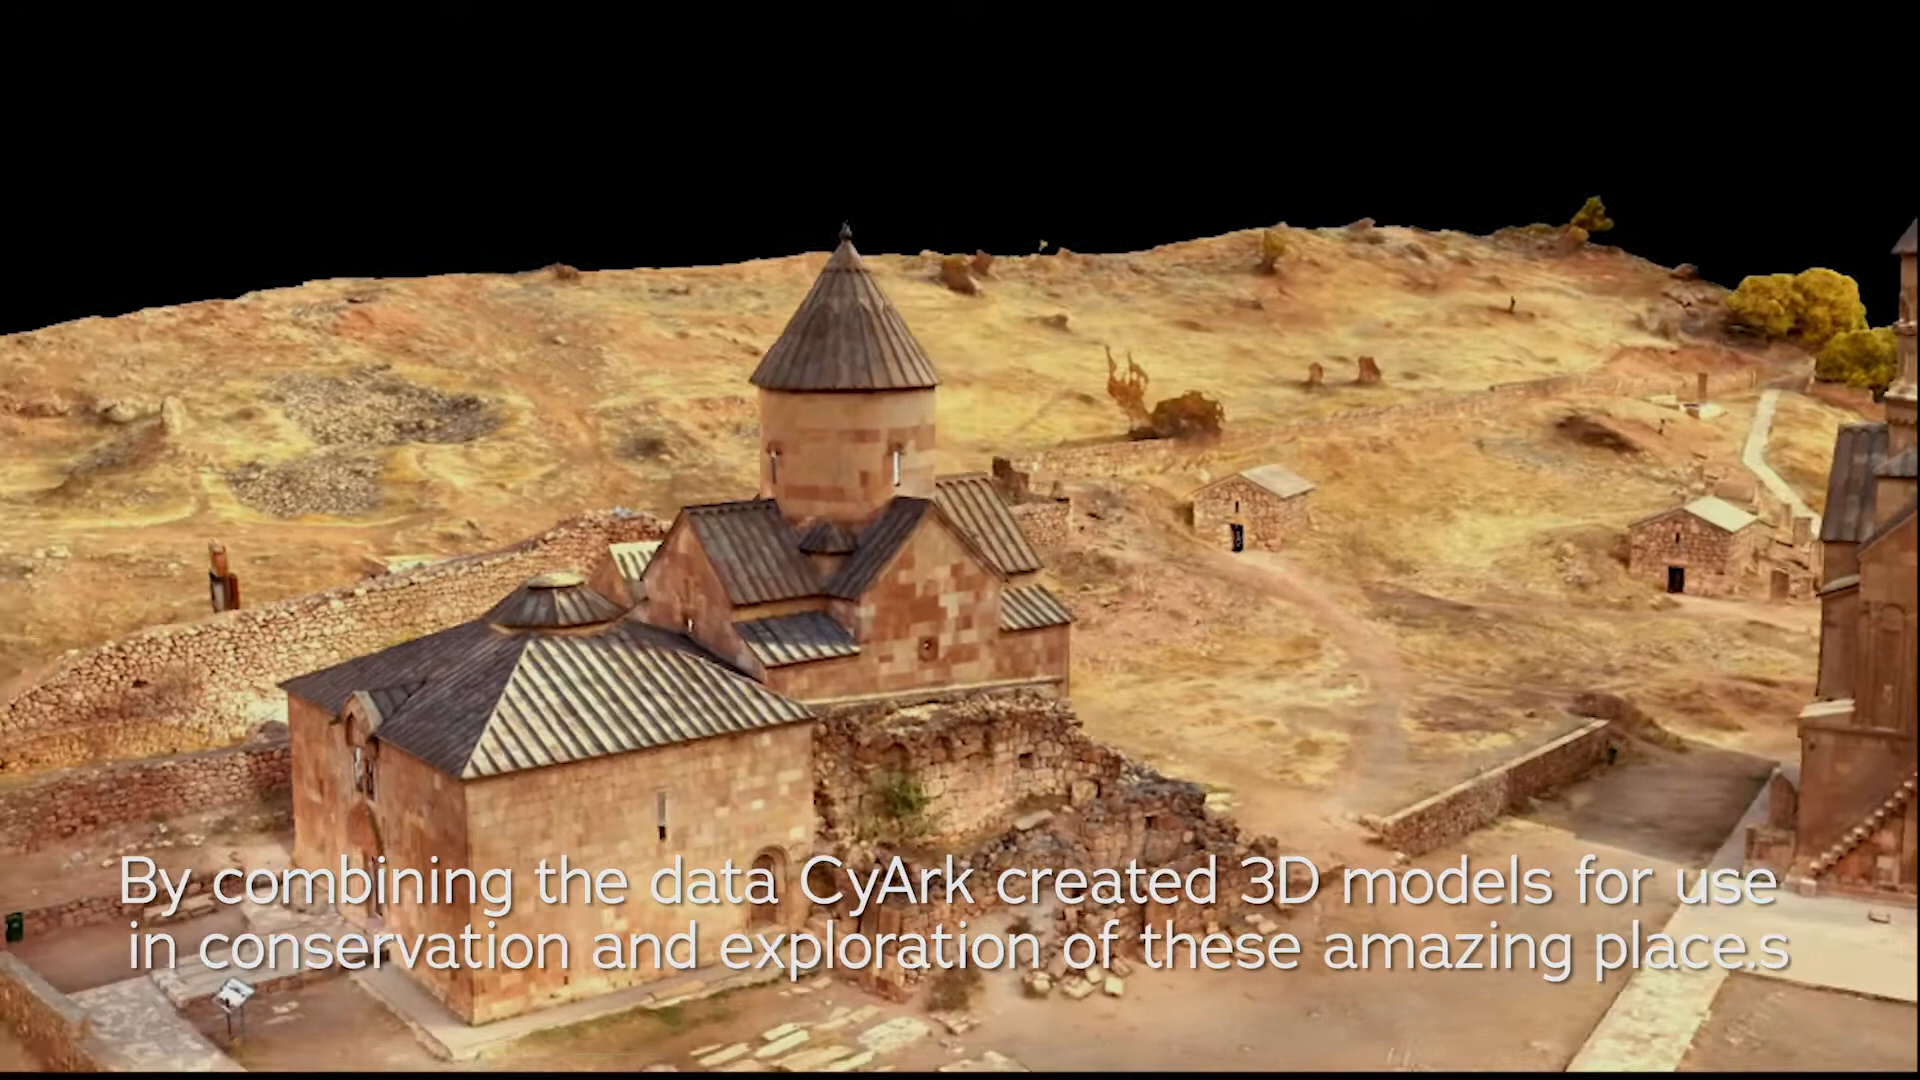 By combining the data CyArk created 3D models for use
in conservation and exploration of these amazing place.s